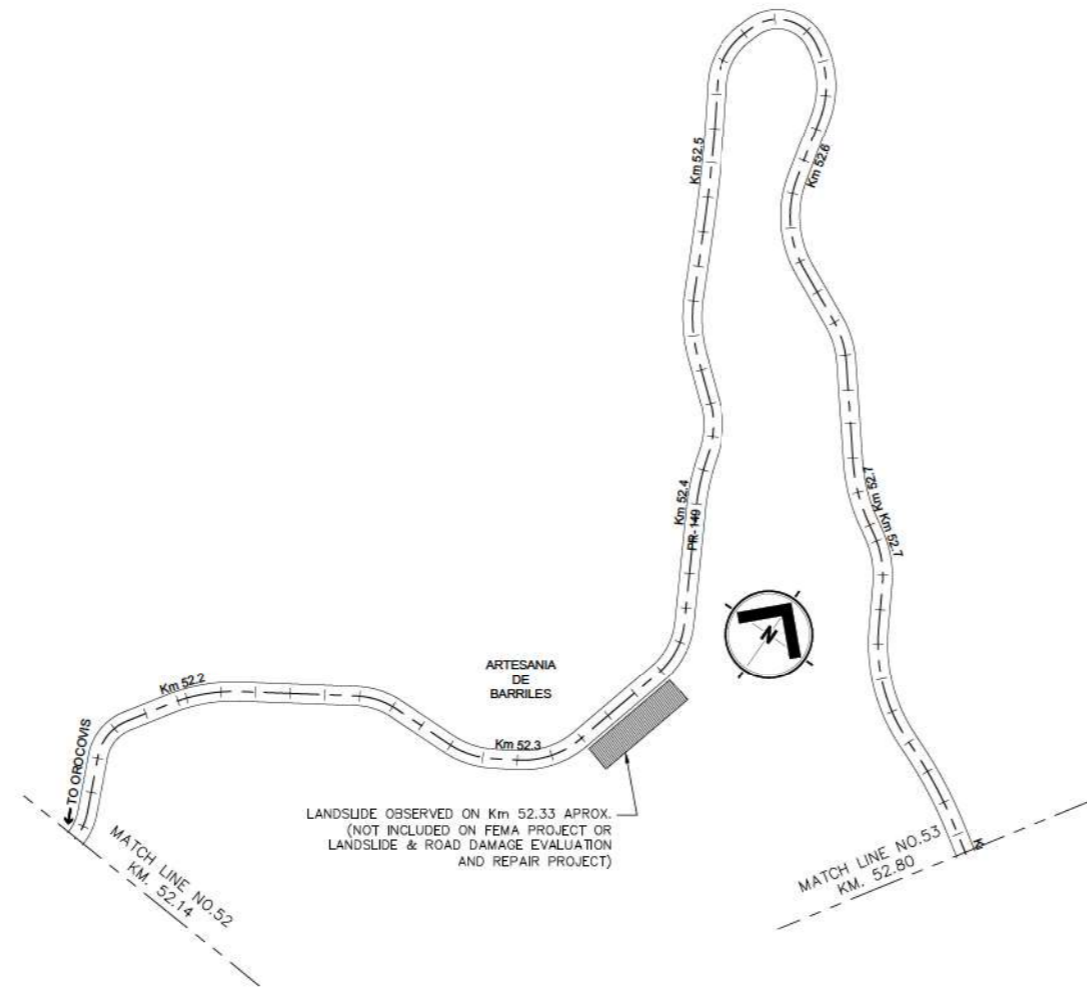 Km 52.5
Km 52.6
Km 52.4
PR-149
Km 52.7
Km 52.7
N
ARTESANIA
DE
BARRILES
Km 52.2
Km 52.3
TO OROCOVIS
LANDSLIDE OBSERVED ON Km 52.33 APROX.
(NOT INCLUDED ON FEMA PROJECT OR
LANDSLIDE & ROAD DAMAGE EVALUATION
AND REPAIR PROJECT)
MATCH LINE NO.52
KM. 52.14
MATCH LINE NO.53
KM. 52.80